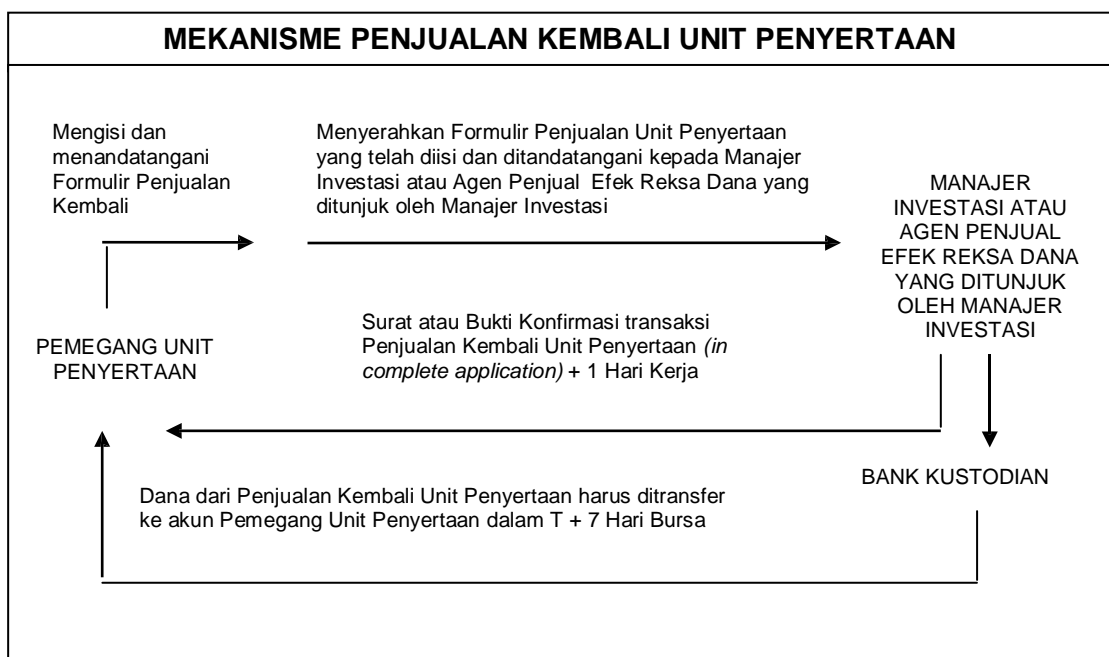 MEKANISME PENJUALAN KEMBALI UNIT PENYERTAAN
Mengisi dan
menandatangani
Formulir Penjualan
Kembali
Menyerahkan Formulir Penjualan Unit Penyertaan
yang telah diisi dan ditandatangani kepada Manajer
Investasi atau Agen Penjual Efek Reksa Dana yang
ditunjuk oleh Manajer Investasi
MANAJER
INVESTASI ATAU
AGEN PENJUAL
EFEK REKSA DANA
YANG DITUNJUK
OLEH MANAJER
INVESTASI
PEMEGANG UNIT
PENYERTAAN
Surat atau Bukti Konfirmasi transaksi
Penjualan Kembali Unit Penyertaan (in
complete application) + 1 Hari Kerja
BANK KUSTODIAN
Dana dari Penjualan Kembali Unit Penyertaan harus ditransfer
ke akun Pemegang Unit Penyertaan dalam T + 7 Hari Bursa